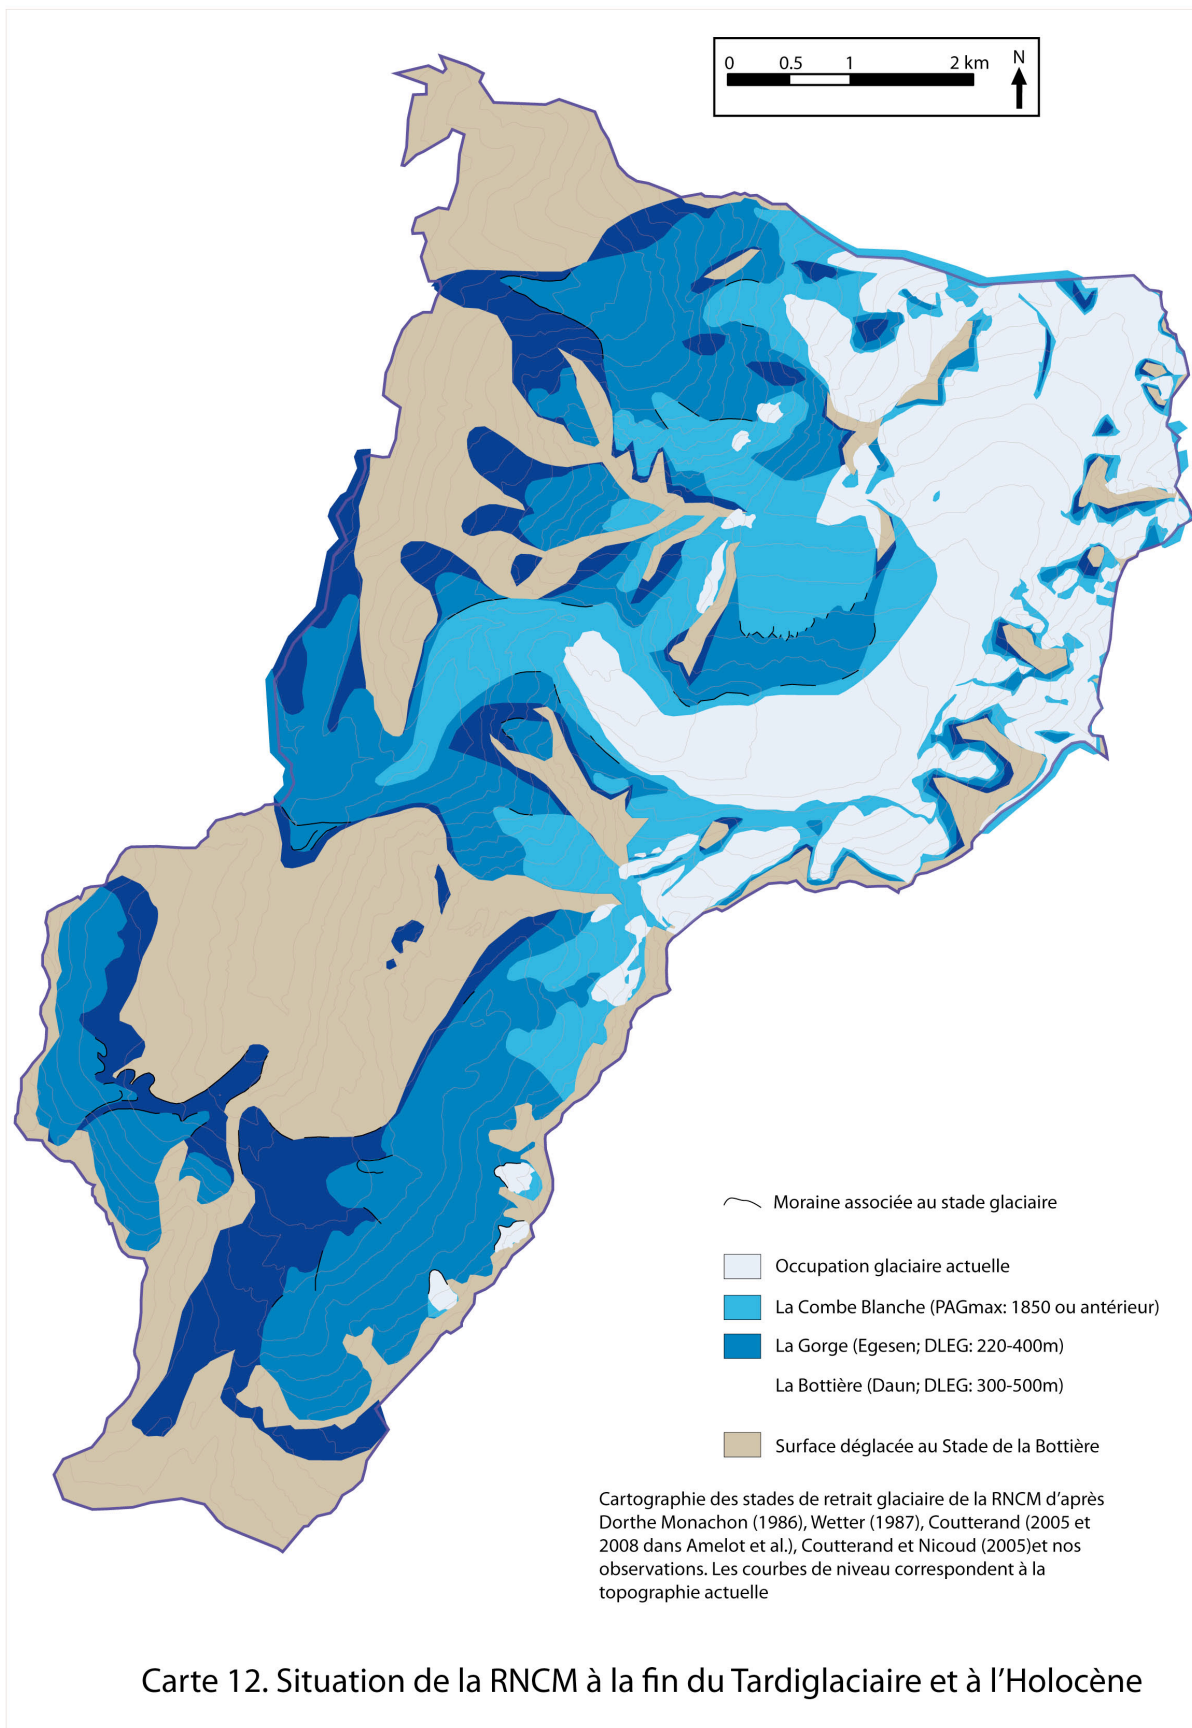 0 0.5 1 2 km N
Moraine associée au stade glaciaire
Occupation glaciaire actuelle
La Combe Blanche (PAGmax: 1850 ou antérieur)
La Gorge (Egesen; DLEG: 220-400m)
La Bottière (Daun; DLEG: 300-500m)
Surface déglacée au Stade de la Bottière
Cartographie des stades de retrait glaciaire de la RNCM d'après
Dorthe Monachon (1986), Wetter (1987), Coutterand (2005 et
2008 dans Amelot et al.), Coutterand et Nicoud (2005)et nos
observations. Les courbes de niveau correspondent à la
topographie actuelle
Carte 12. Situation de la RNCM à la fin du Tardiglaciaire et à l'Holocène